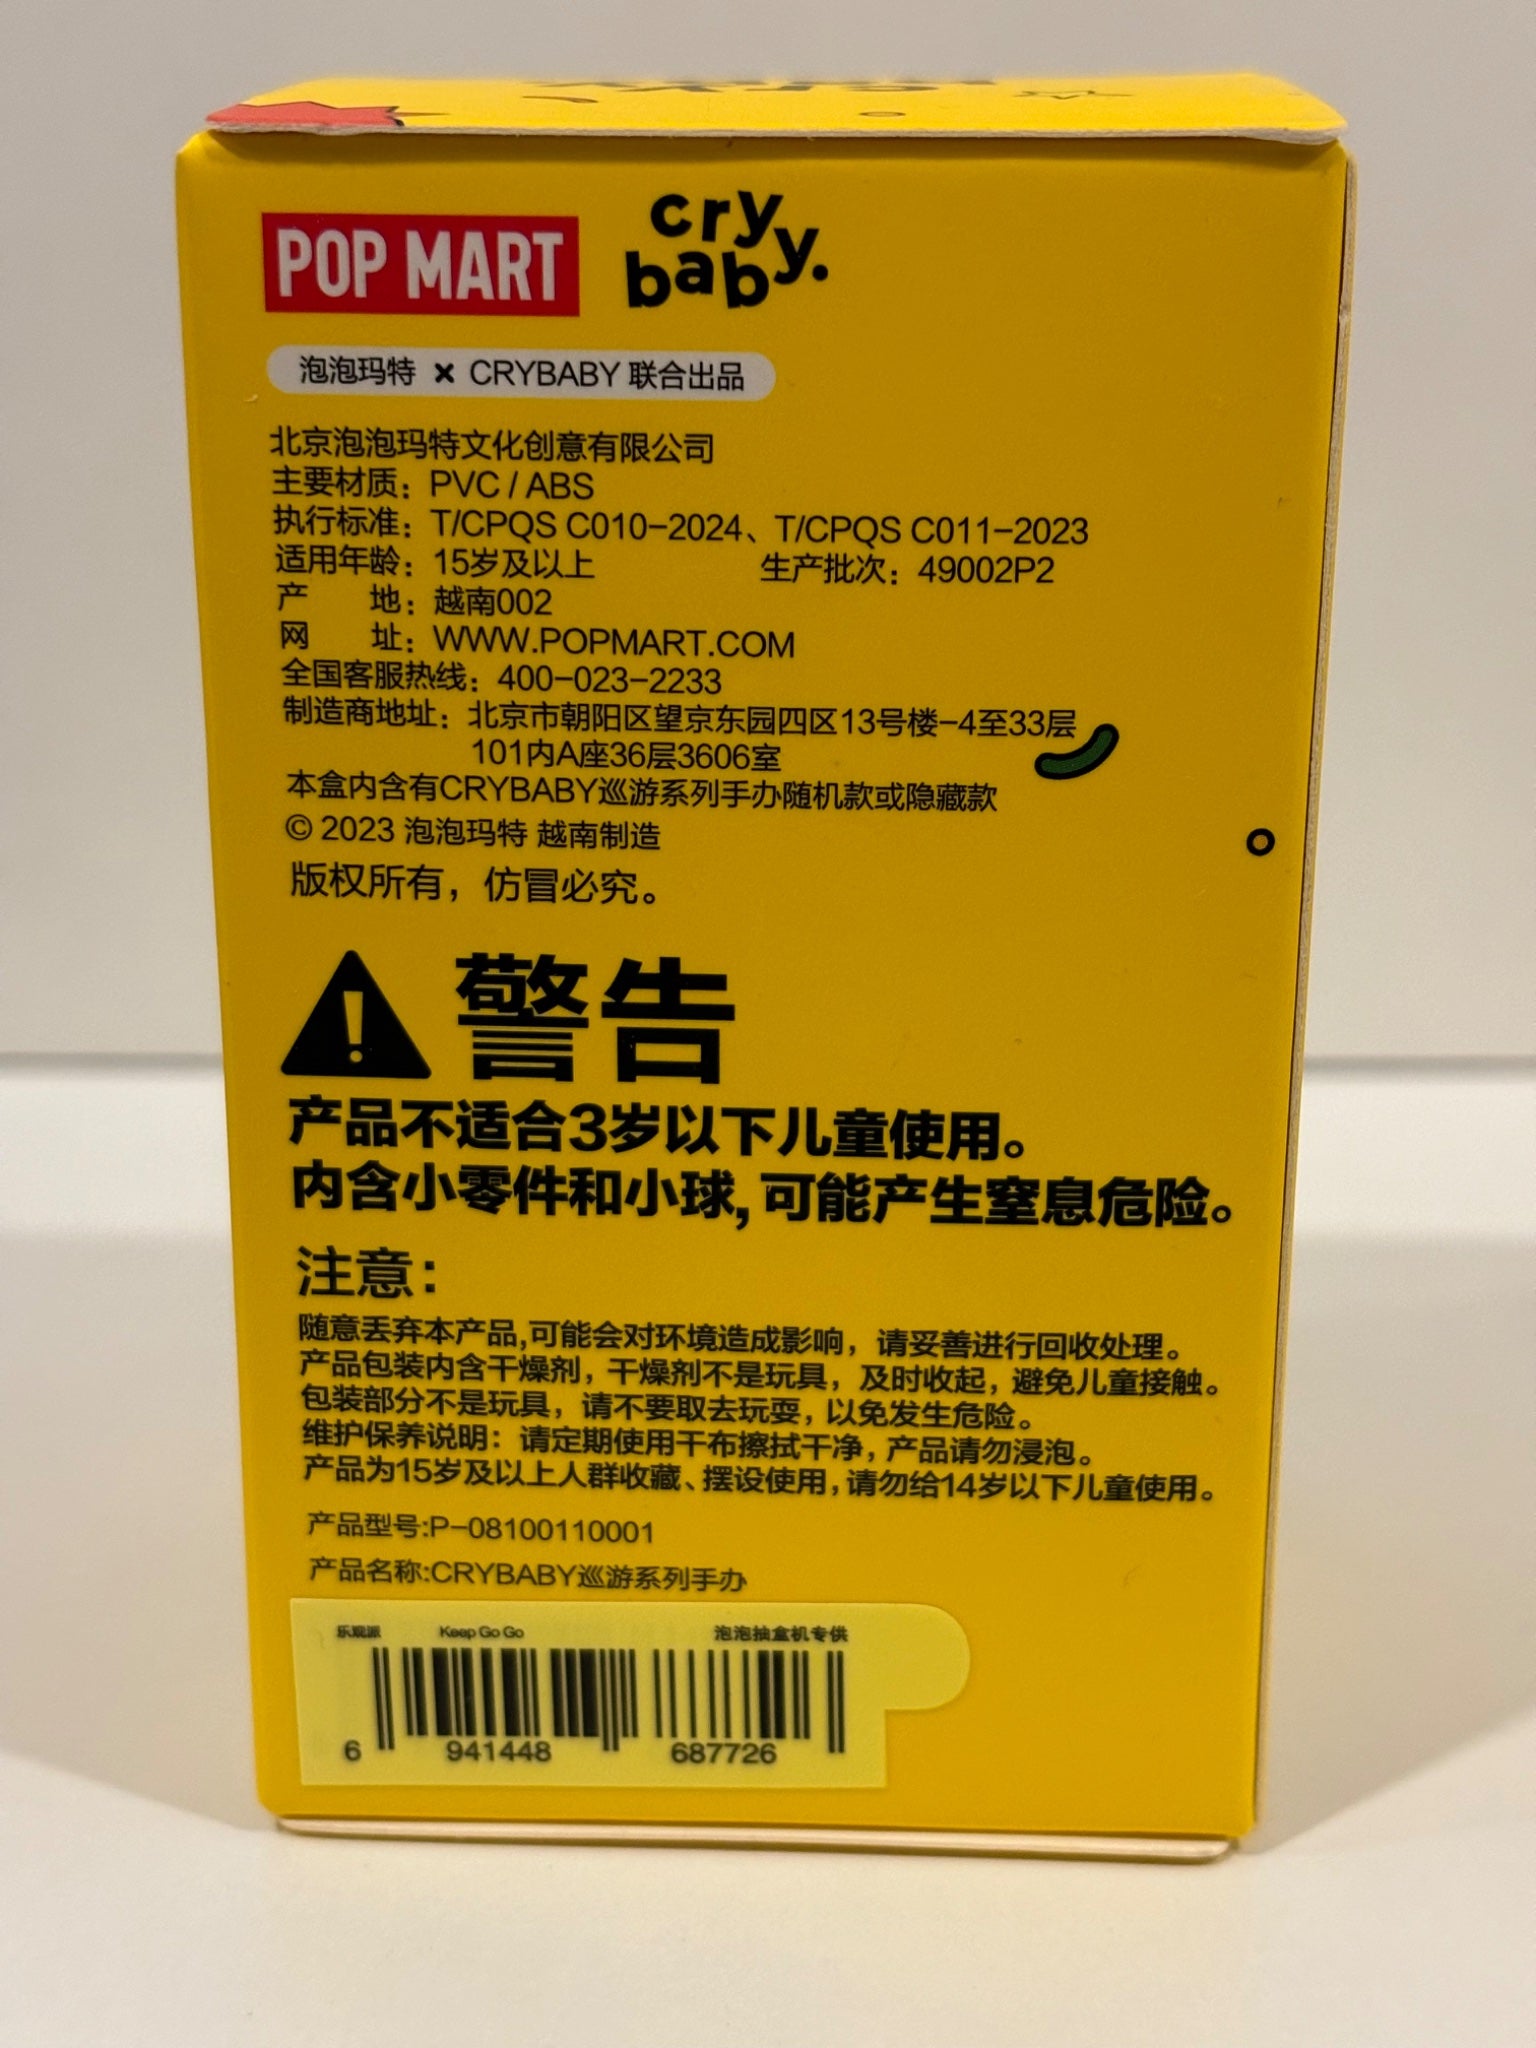 POP MART
cry
baby.
泡泡玛特 × CRYBABY 联合出品
北京泡泡玛特文化创意有限公司
主要材质：PVC / ABS
执行标准：T/CPQS C010-2024、T/CPQS C011-2023
适用年龄：15岁及以上 生产批次：49002P2
产 地：越南002
网 址：WWW.POPMART.COM
全国客服热线：400-023-2233
制造商地址：北京市朝阳区望京东园四区13号楼-4至33层
101内A座36层3606室
本盒内含有CRYBABY巡游系列手办随机款或隐藏款
© 2023 泡泡玛特 越南制造
版权所有，仿冒必究。
警告
产品不适合3岁以下儿童使用。
内含小零件和小球,可能产生窒息危险。
注意：
随意丢弃本产品,可能会对环境造成影响，请妥善进行回收处理。
产品包装内含干燥剂，干燥剂不是玩具，及时收起，避免儿童接触。
包装部分不是玩具，请不要取去玩耍，以免发生危险。
维护保养说明：请定期使用干布擦拭干净，产品请勿浸泡。
产品为15岁及以上人群收藏、摆设使用，请勿给14岁以下儿童使用。
产品型号:P-08100110001
产品名称:CRYBABY巡游系列手办
乐观派 Keep Go Go 泡泡抽盒机专供
6 941448 687726